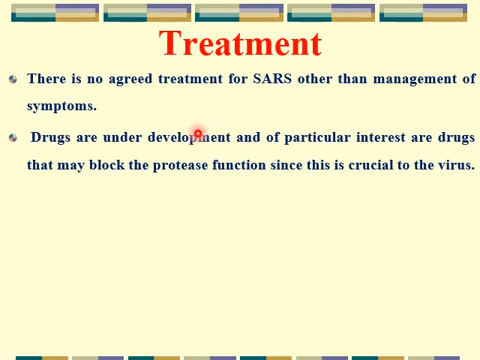 Treatment
There is no agreed treatment for SARS other than management of
symptoms.
Drugs are under development and of particular interest are drugs
that may block the protease function since this is crucial to the virus.